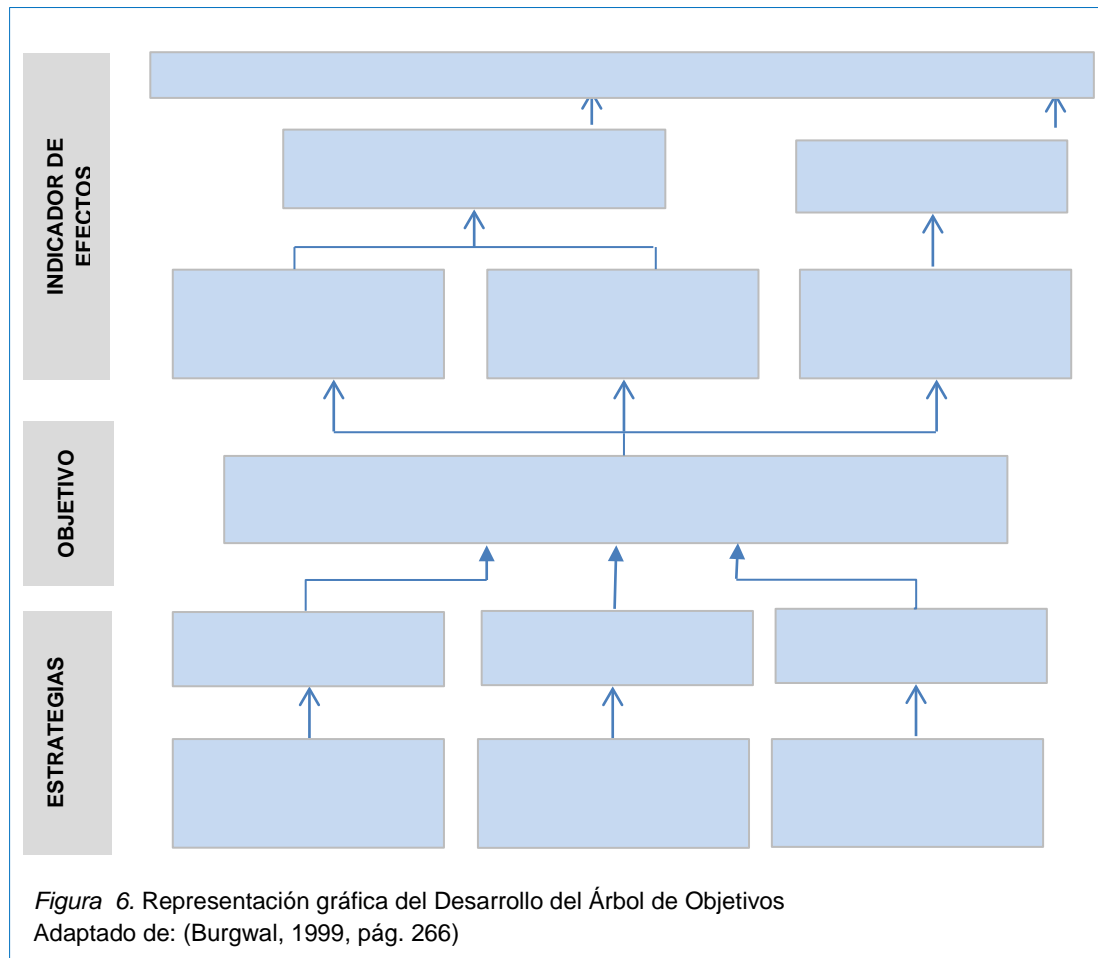 INDICADOR DE
EFECTOS
OBJETIVO
ESTRATEGIAS
Figura 6. Representación gráfica del Desarrollo del Árbol de Objetivos
Adaptado de: (Burgwal, 1999, pág. 266)